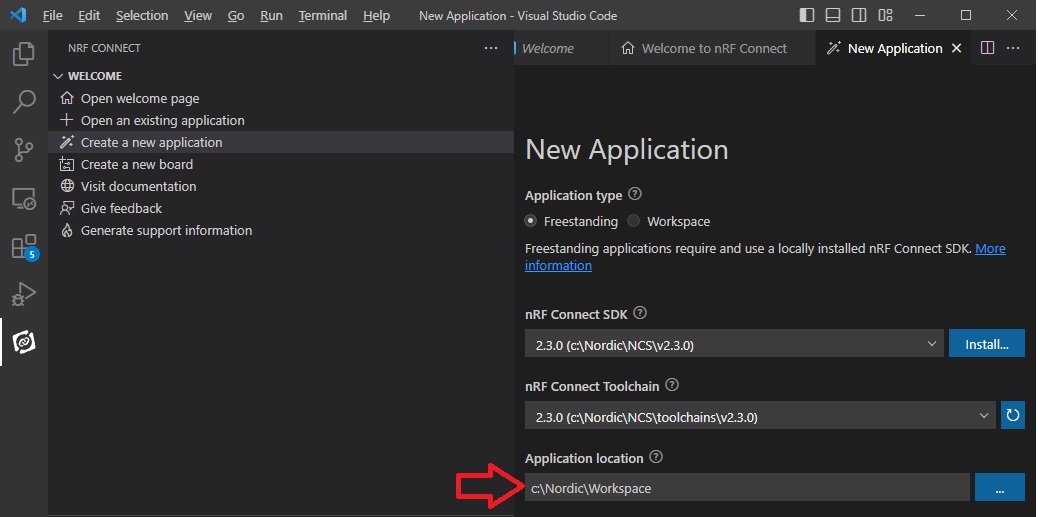 File Edit Selection View Go Run Terminal Help New Application - Visual Studio Code
NRF CONNECT ...
Welcome Welcome to nRF Connect New Application
WELCOME
Open welcome page
Open an existing application
Create a new application
Create a new board
Visit documentation
Give feedback
Generate support information
5
New Application
Application type
Freestanding Workspace
Freestanding applications require and use a locally installed nRF Connect SDK. More
information
nRF Connect SDK
2.3.0 (c:\Nordic\NCS\v2.3.0) Install...
nRF Connect Toolchain
2.3.0 (c:\Nordic\NCS\toolchains\v2.3.0)
Application location
c:\Nordic\Workspace ...